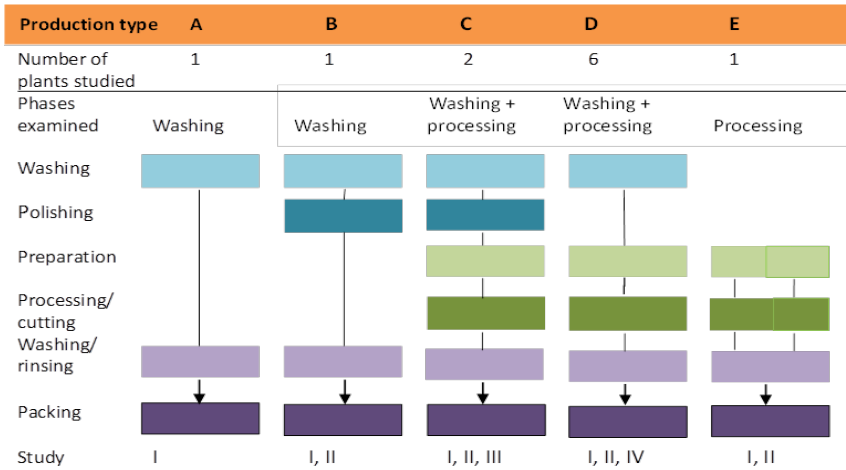 Production type A B C D E
Number of
plants studied 1 1 2 6 1
Phases
examined Washing Washing Washing +
processing Washing +
processing Processing
Washing
Polishing
Preparation
Processing/
cutting
Washing/
rinsing
Packing
Study I I, II I, II, III I, II, IV I, II